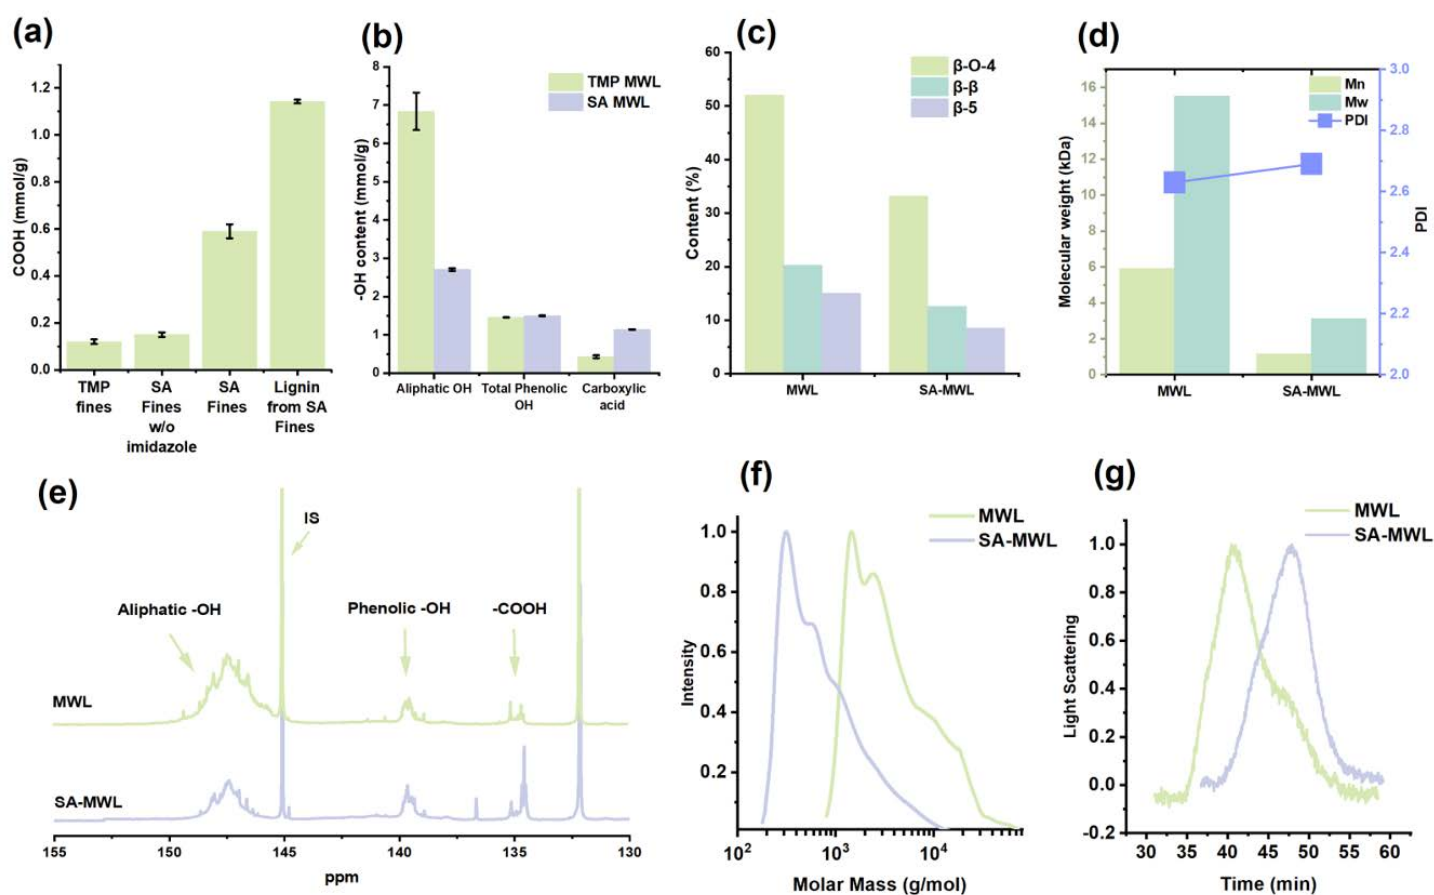 (a)
COOH (mmol/g)
1.2
1.0
0.8
0.6
0.4
0.2
0.0
TMP fines
SA Fines w/o imidazole
SA Fines
Lignin from SA Fines
(b)
-OH content (mmol/g)
8
7
6
5
4
3
2
1
0
TMP MWL
SA MWL
Aliphatic OH
Total Phenolic OH
Carboxylic acid
(c)
Content (%)
60
50
40
30
20
10
0
β-O-4
β-β
β-5
MWL
SA-MWL
(d)
Molecular weight (kDa)
16
14
12
10
8
6
4
2
0
Mn
Mw
PDI
3.0
2.8
2.6
2.4
2.2
2.0
PDI
MWL
SA-MWL
(e)
IS
Aliphatic -OH
Phenolic -OH
-COOH
MWL
SA-MWL
155
150
145
140
135
130
ppm
(f)
MWL
SA-MWL
Intensity
1.0
0.8
0.6
0.4
0.2
10²
10³
10⁴
Molar Mass (g/mol)
(g)
MWL
SA-MWL
Light Scattering
1.0
0.8
0.6
0.4
0.2
0.0
-0.2
30
35
40
45
50
55
60
Time (min)